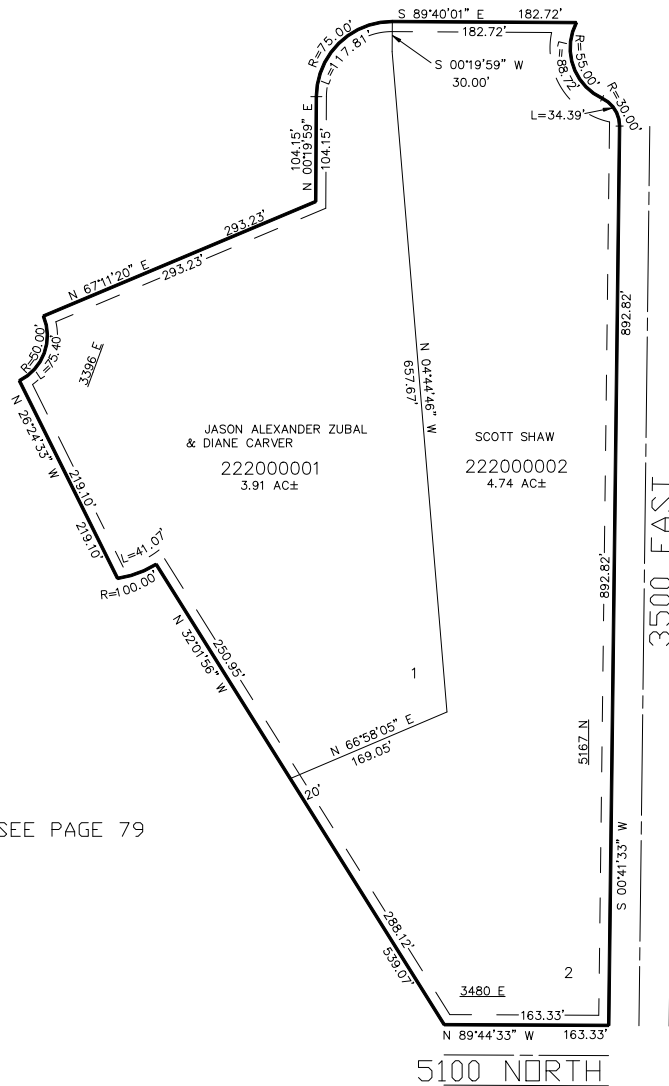 S 89°40'01" E 182.72'
182.72'
R=75.00'
L=117.81'
S 00°19'59" W
30.00'
R=55.00'
L=88.72'
R=30.00'
L=34.39'
104.15'
N 00°19'59" E
104.15'
293.23'
N 67°11'20" E
293.23'
892.82'
R=50.00'
L=75.40'
3396 E
N 04°44'46" W
657.67'
N 26°24'33" W
JASON ALEXANDER ZUBAL
& DIANE CARVER
222000001
3.91 AC±
SCOTT SHAW
222000002
4.74 AC±
219.10'
219.10'
L=41.07'
R=100.00'
892.82'
3500 EAST
N 32°01'56" W
250.95'
1
N 66°58'05" E
169.05'
5167 N
20'
SEE PAGE 79
S 00°41'33" W
288.12'
539.07'
2
3480 E
163.33'
N 89°44'33" W 163.33'
5100 NORTH